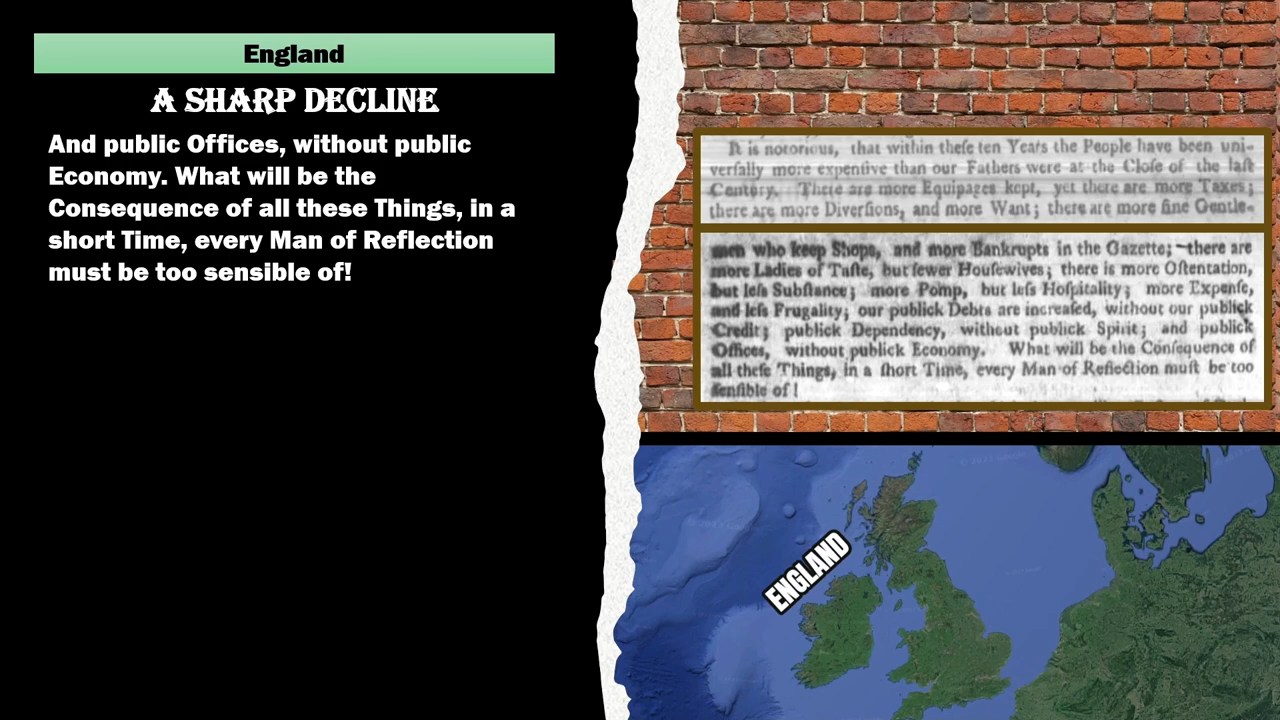 England
A SHARP DECLINE
And public Offices, without public
Economy. What will be the
Consequence of all these Things, in a
short Time, every Man of Reflection
must be too sensible of!
It is notorious, that within theſe ten Years the People have been uni-
verſally more expenſive than our Fathers were at the Cloſe of the laſt
Century. There are more Equipages kept, yet there are more Taxes;
there are more Diverſions, and more Want; there are more fine Gentle-
men who keep Shops, and more Bankrupts in the Gazette; there are
more Ladies of Taſte, but fewer Houſewives; there is more Oſtentation,
but leſs Subſtance; more Pomp, but leſs Hoſpitality; more Expenſe,
and leſs Frugality; our publick Debts are increaſed, without our publick
Credit; publick Dependency, without publick Spirit; and publick
Offices, without publick Economy. What will be the Conſequence of
all theſe Things, in a ſhort Time, every Man of Reflection muſt be too
ſenſible of!
ENGLAND